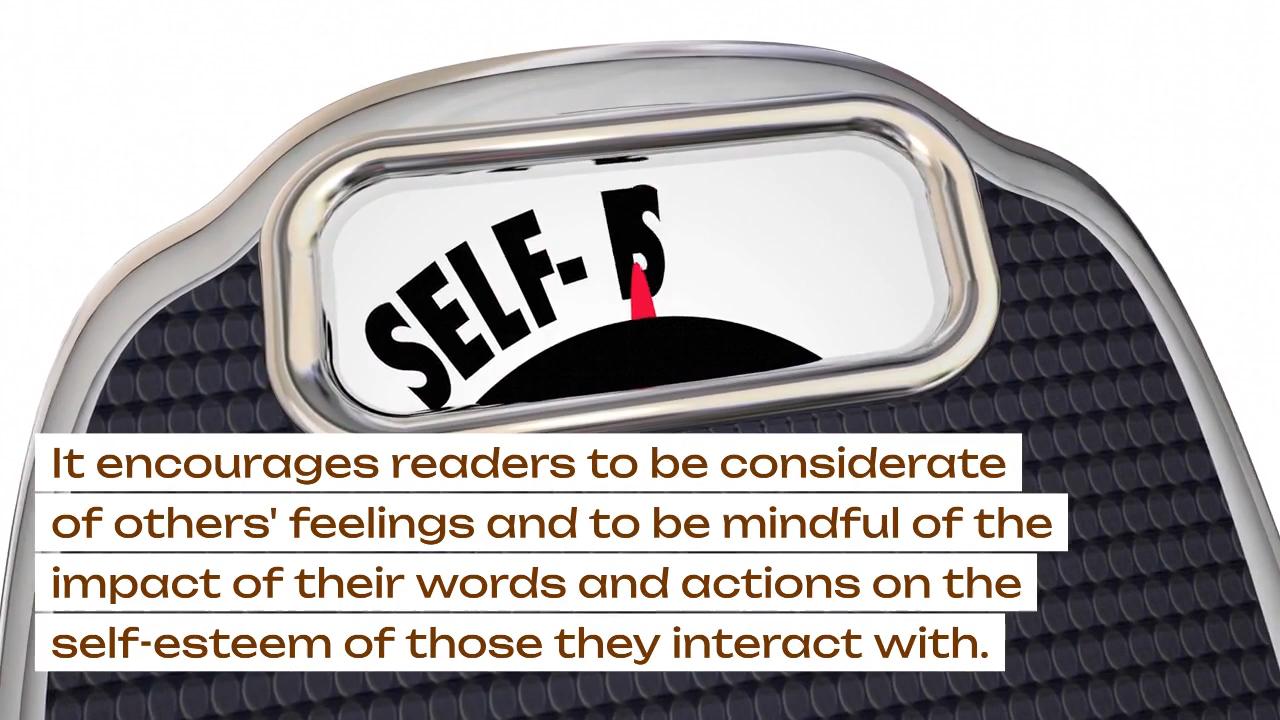 SELF-
It encourages readers to be considerate
of others' feelings and to be mindful of the
impact of their words and actions on the
self-esteem of those they interact with.